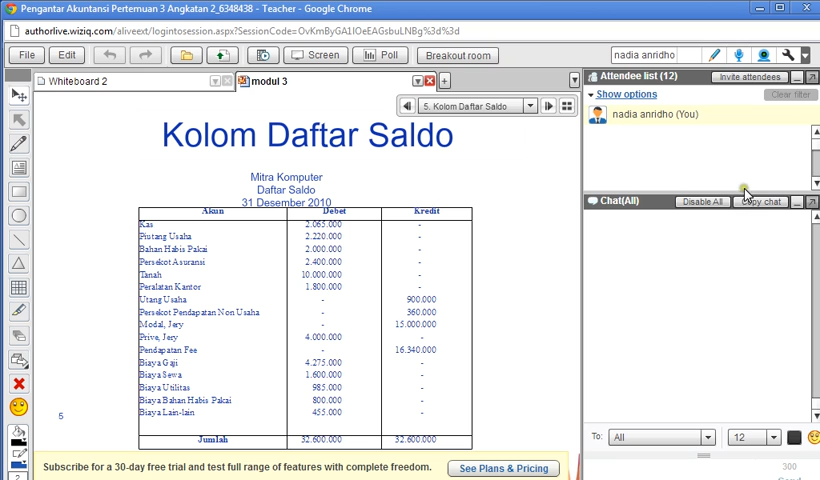 Pengantar Akuntansi Pertemuan 3 Angkatan 2_6348438 - Teacher - Google Chrome
authorlive.wiziq.com/aliveext/logintosession.aspx?SessionCode=OvKmByGA1IOeEAGsbuLNBg%3d%3d
File Edit Screen Poll Breakout room nadia anridho
Whiteboard 2 modul 3
5. Kolom Daftar Saldo
Kolom Daftar Saldo
Mitra Komputer
Daftar Saldo
31 Desember 2010
Akun Debet Kredit
Kas 2.065.000 -
Piutang Usaha 2.220.000 -
Bahan Habis Pakai 2.000.000 -
Persekot Asuransi 2.400.000 -
Tanah 10.000.000 -
Peralatan Kantor 1.800.000 -
Utang Usaha - 900.000
Persekot Pendapatan Non Usaha - 360.000
Modal, Jery - 15.000.000
Prive, Jery 4.000.000 -
Pendapatan Fee - 16.340.000
Biaya Gaji 4.275.000 -
Biaya Sewa 1.600.000 -
Biaya Utilitas 985.000 -
Biaya Bahan Habis Pakai 800.000 -
Biaya Lain-lain 455.000 -
Jumlah 32.600.000 32.600.000
5
Subscribe for a 30-day free trial and test full range of features with complete freedom. See Plans & Pricing
Attendee list (12) Invite attendees
Show options Clear filter
nadia anridho (You)
Chat(All) Disable All Copy chat
To: All 12
300
2